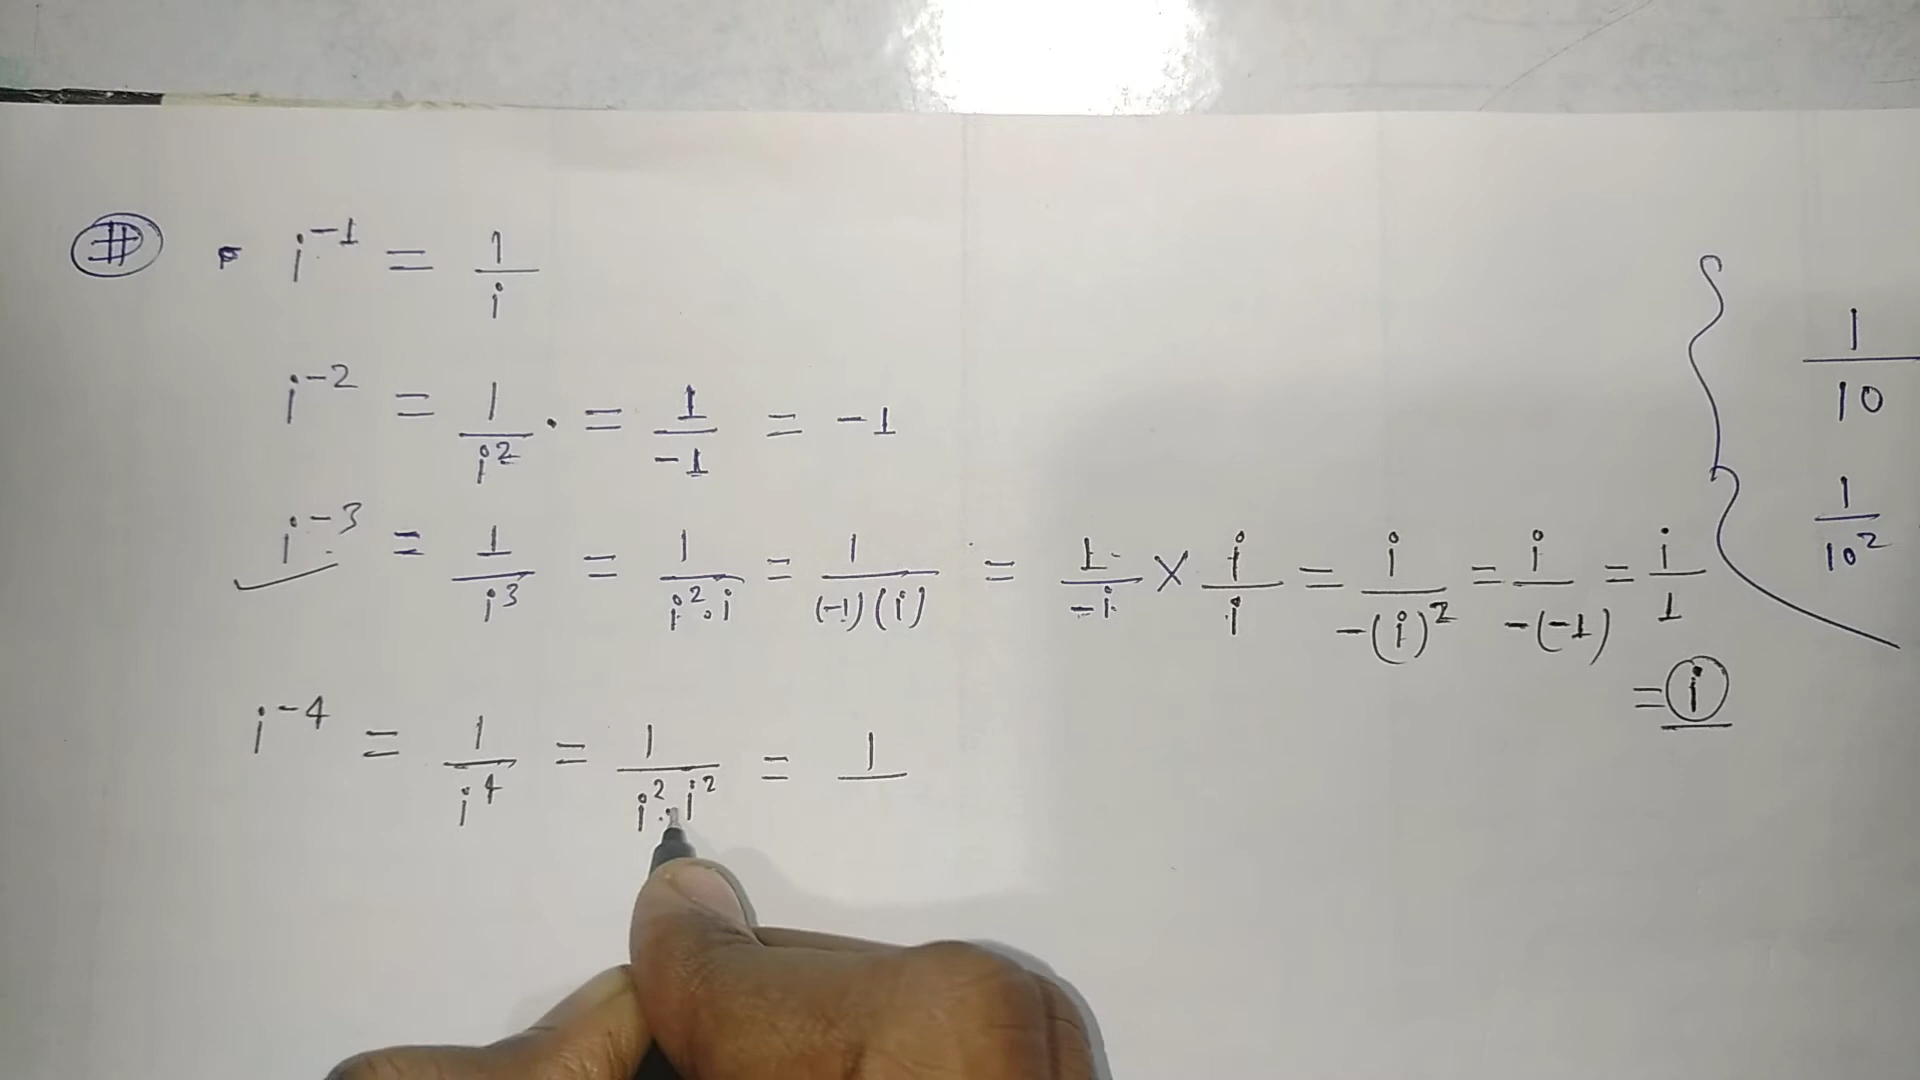 # i⁻¹ = 1/i
i⁻² = 1/i² . = 1/-1 = -1
i⁻³ = 1/i³ = 1/i².i = 1/(-1)(i) = 1/-i × i/i = i/-(i)² = i/-(-1) = i/1
= i
i⁻⁴ = 1/i⁴ = 1/i².i² = 1/
1/10
1/10²